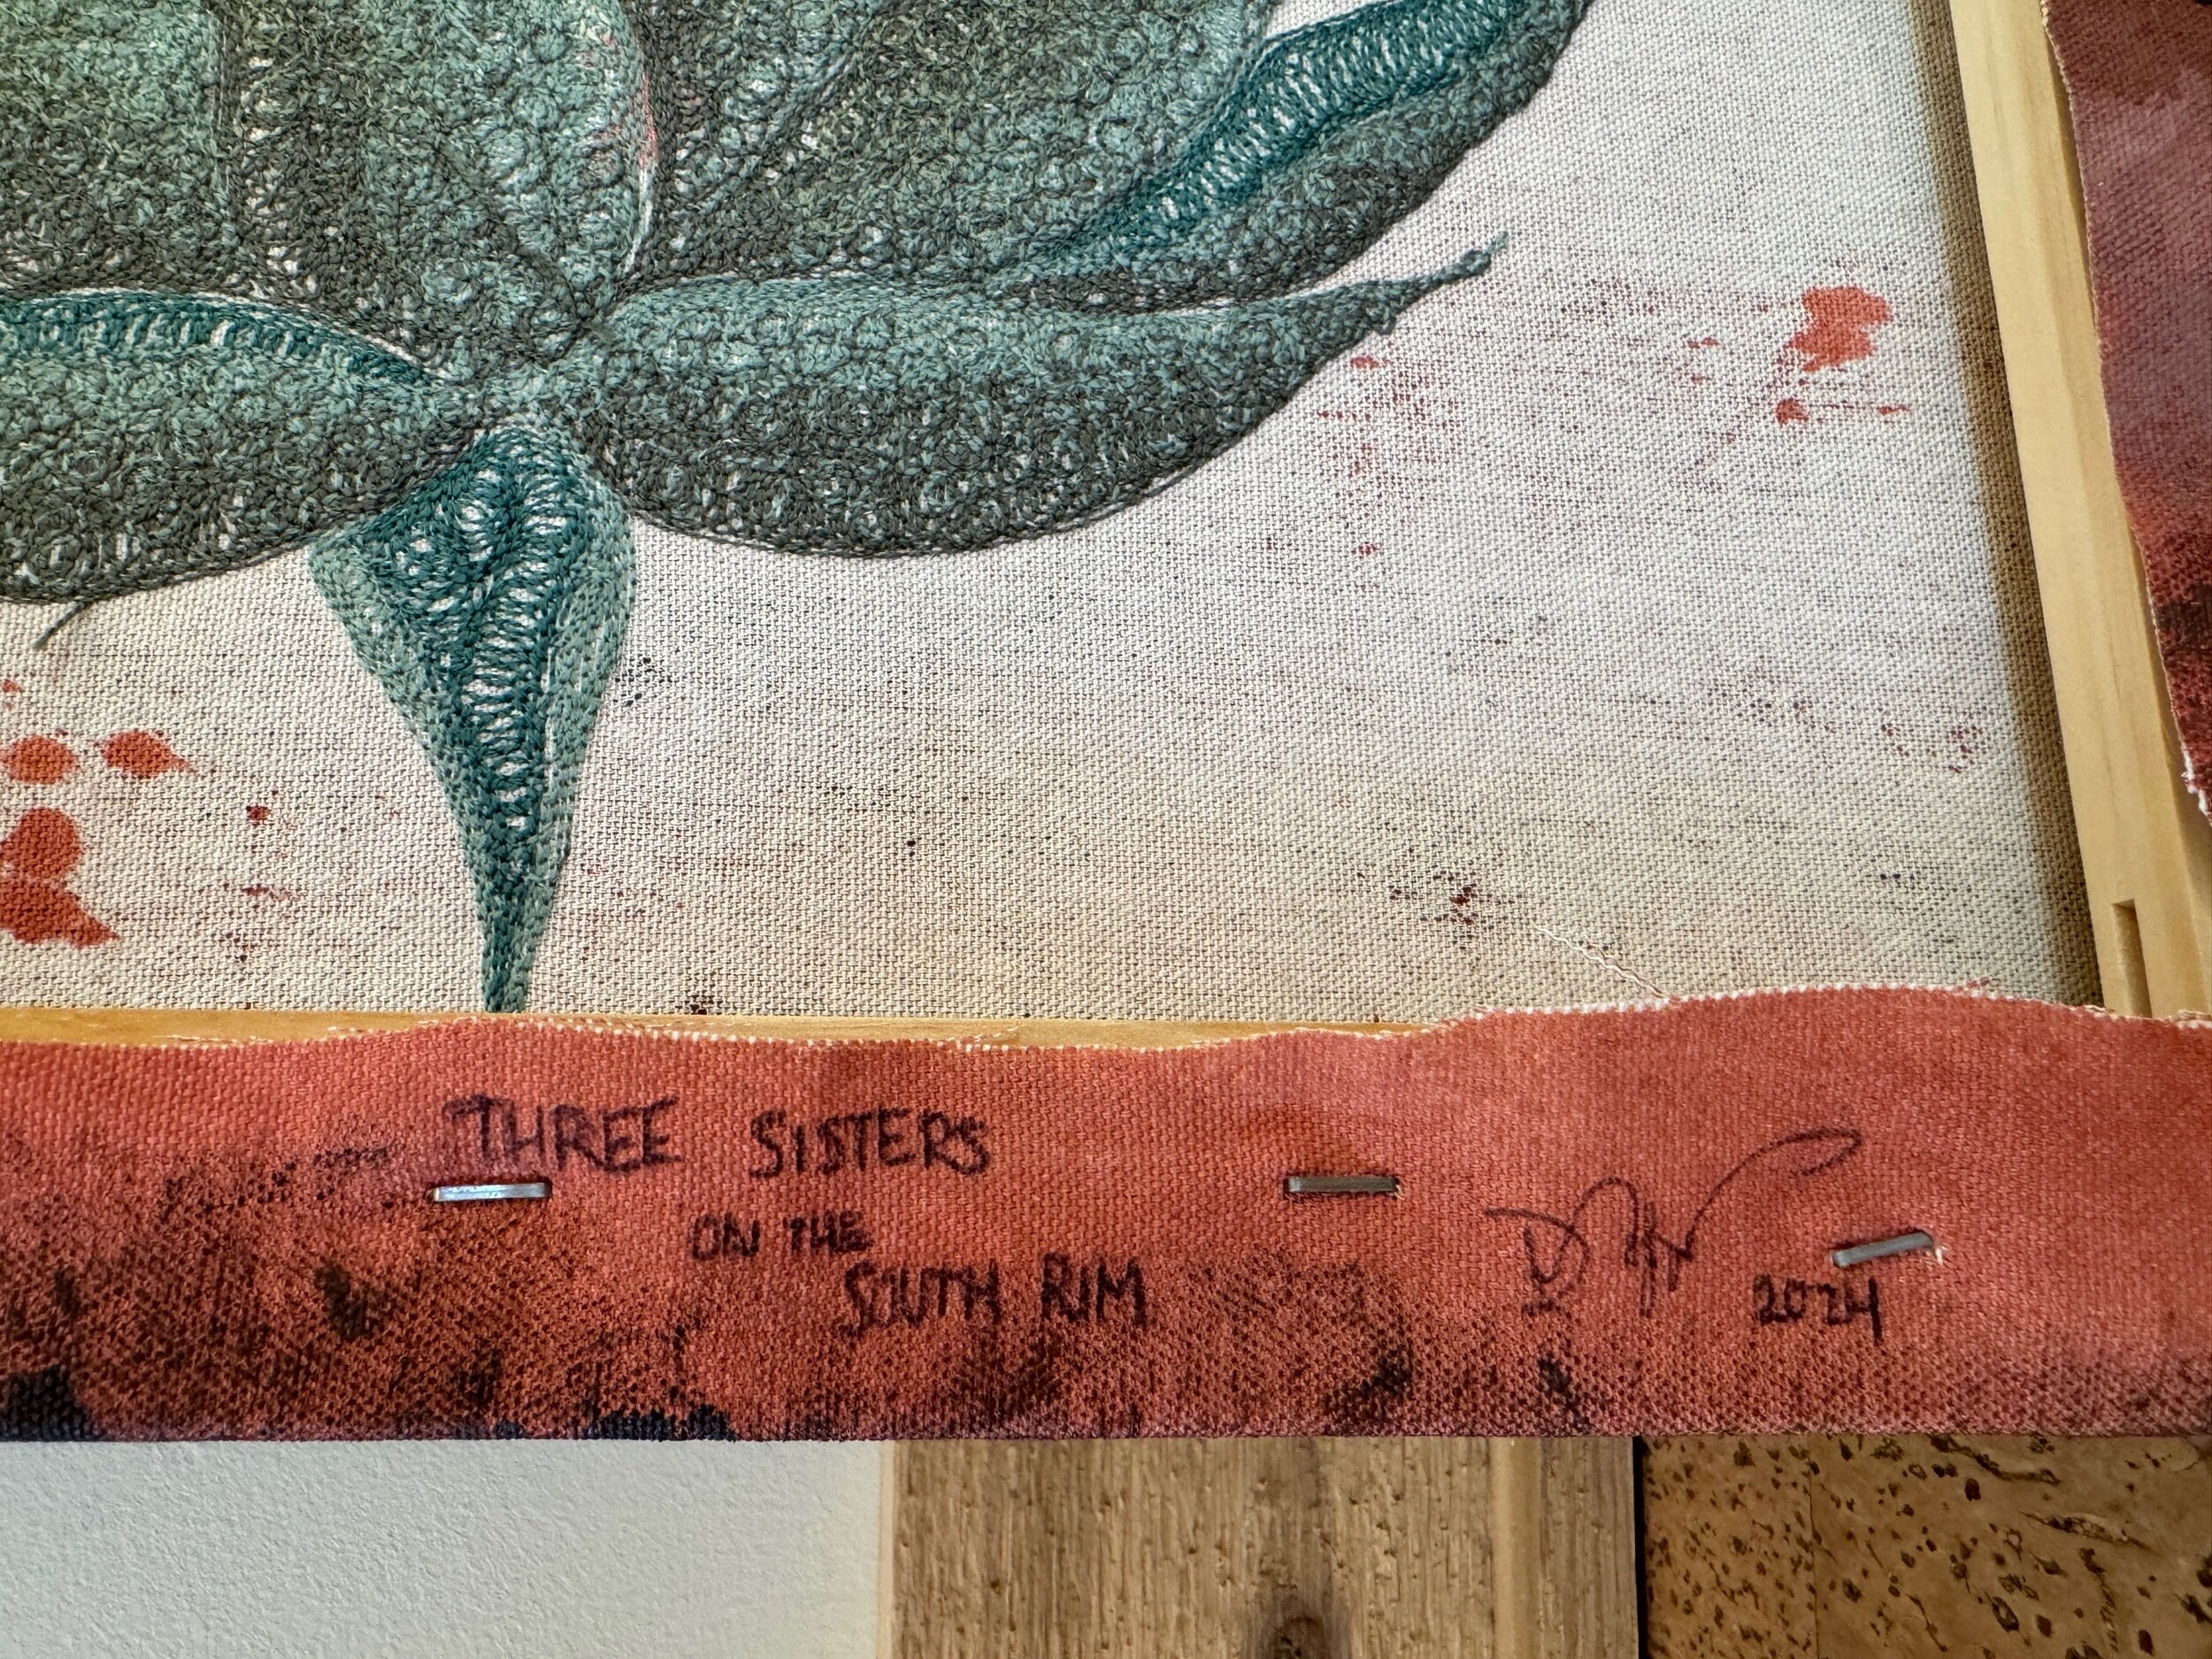 THREE SISTERS
ON THE
SOUTH RIM
2024